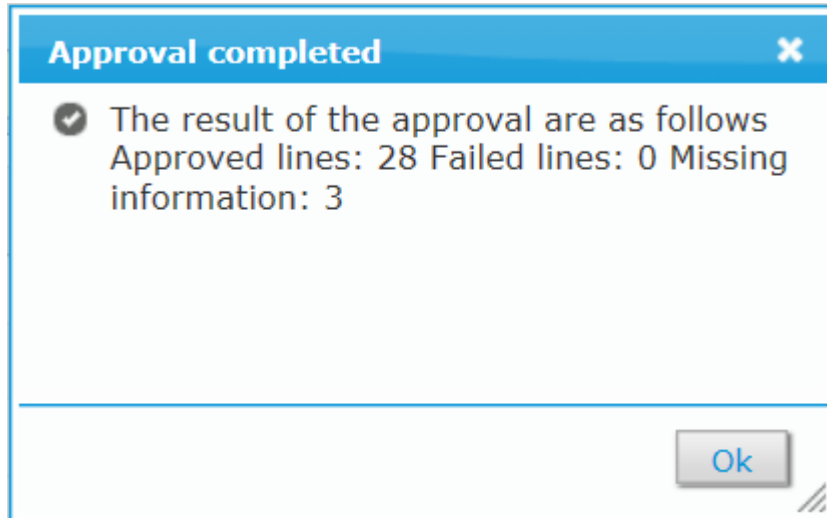 Approval completed
The result of the approval are as follows
Approved lines: 28 Failed lines: 0 Missing
information: 3
Ok